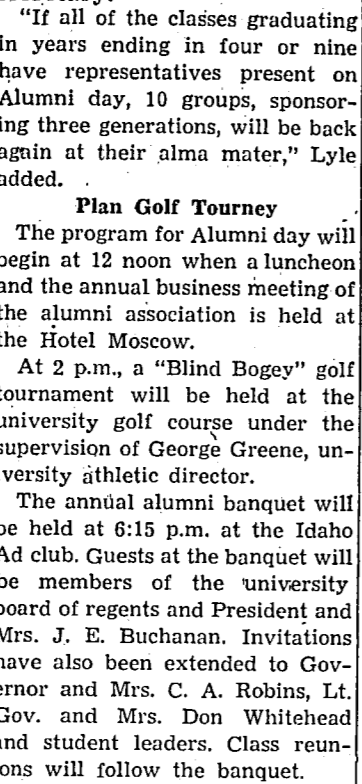 "If all of the classes graduating
in years ending in four or nine
have representatives present on
Alumni day, 10 groups, sponsor-
ing three generations, will be back
again at their alma mater," Lyle
added.
Plan Golf Tourney
The program for Alumni day will
begin at 12 noon when a luncheon
and the annual business meeting of
the alumni association is held at
the Hotel Moscow.
At 2 p.m., a "Blind Bogey" golf
tournament will be held at the
university golf course under the
supervision of George Greene, un-
iversity athletic director.
The annual alumni banquet will
be held at 6:15 p.m. at the Idaho
Ad club. Guests at the banquet will
be members of the university
board of regents and President and
Mrs. J. E. Buchanan. Invitations
have also been extended to Gov-
ernor and Mrs. C. A. Robins, Lt.
Gov. and Mrs. Don Whitehead
and student leaders. Class reun-
ions will follow the banquet.